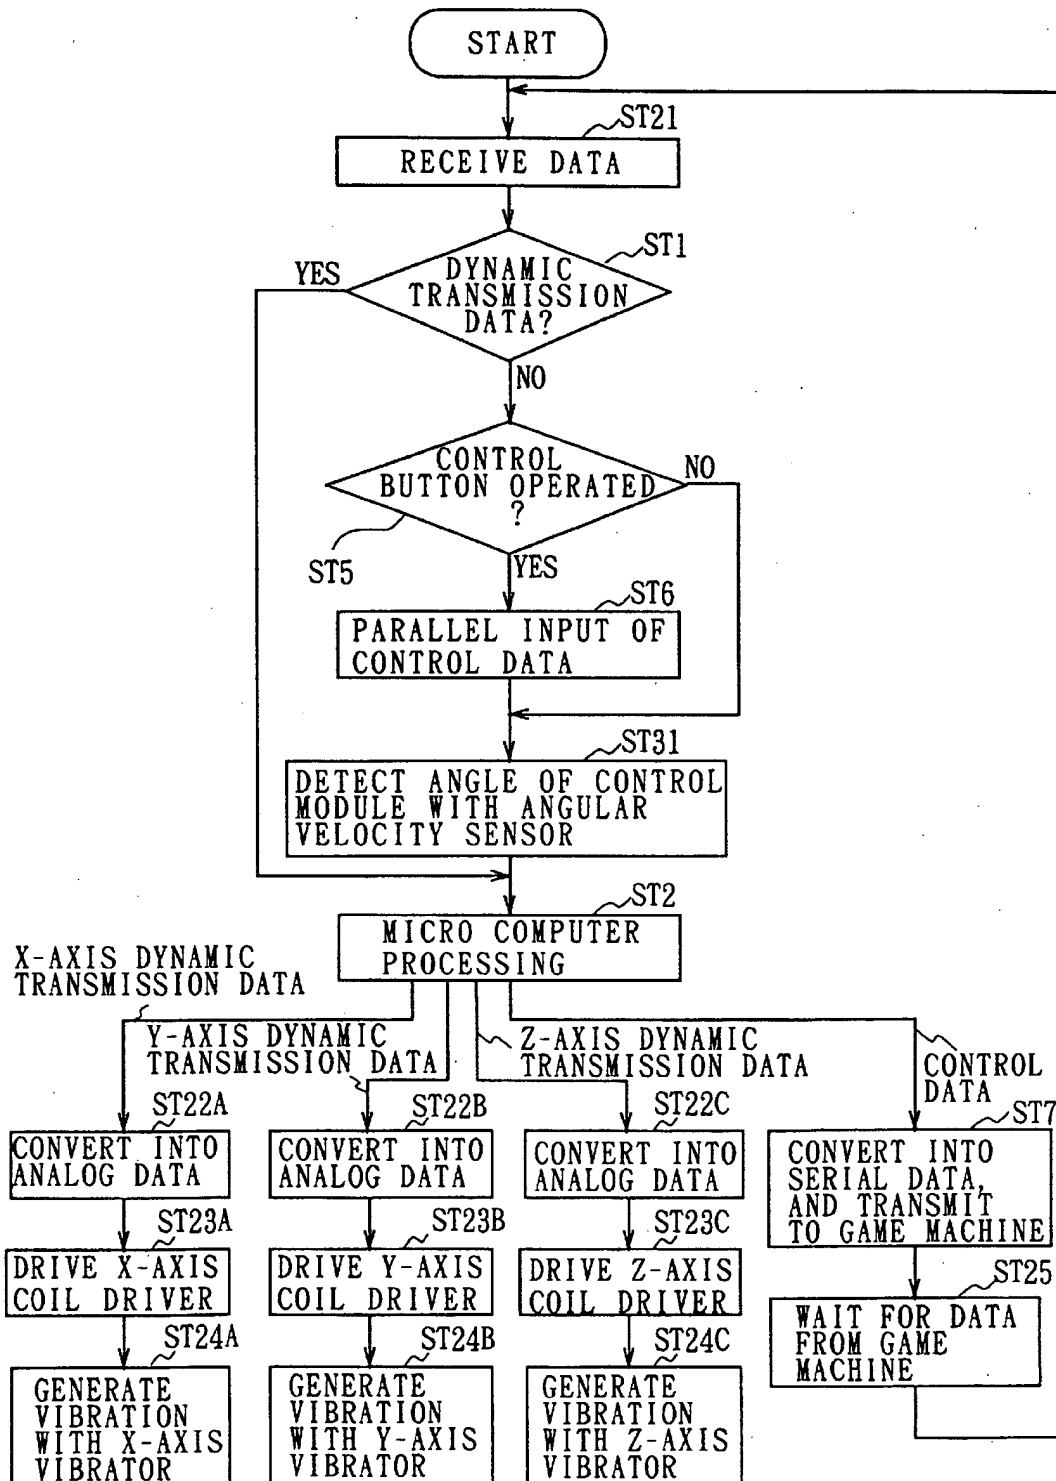 START
ST21
RECEIVE DATA
ST1
YES
DYNAMIC
TRANSMISSION
DATA?
NO
CONTROL
BUTTON OPERATED
?
NO
ST5
YES
ST6
PARALLEL INPUT OF
CONTROL DATA
ST31
DETECT ANGLE OF CONTROL
MODULE WITH ANGULAR
VELOCITY SENSOR
ST2
MICRO COMPUTER
PROCESSING
X-AXIS DYNAMIC
TRANSMISSION DATA
Y-AXIS DYNAMIC
TRANSMISSION DATA
Z-AXIS DYNAMIC
TRANSMISSION DATA
CONTROL
DATA
ST22A
CONVERT INTO
ANALOG DATA
ST23A
DRIVE X-AXIS
COIL DRIVER
ST24A
GENERATE
VIBRATION
WITH X-AXIS
VIBRATOR
ST22B
CONVERT INTO
ANALOG DATA
ST23B
DRIVE Y-AXIS
COIL DRIVER
ST24B
GENERATE
VIBRATION
WITH Y-AXIS
VIBRATOR
ST22C
CONVERT INTO
ANALOG DATA
ST23C
DRIVE Z-AXIS
COIL DRIVER
ST24C
GENERATE
VIBRATION
WITH Z-AXIS
VIBRATOR
ST7
CONVERT INTO
SERIAL DATA,
AND TRANSMIT
TO GAME MACHINE
ST25
WAIT FOR DATA
FROM GAME
MACHINE